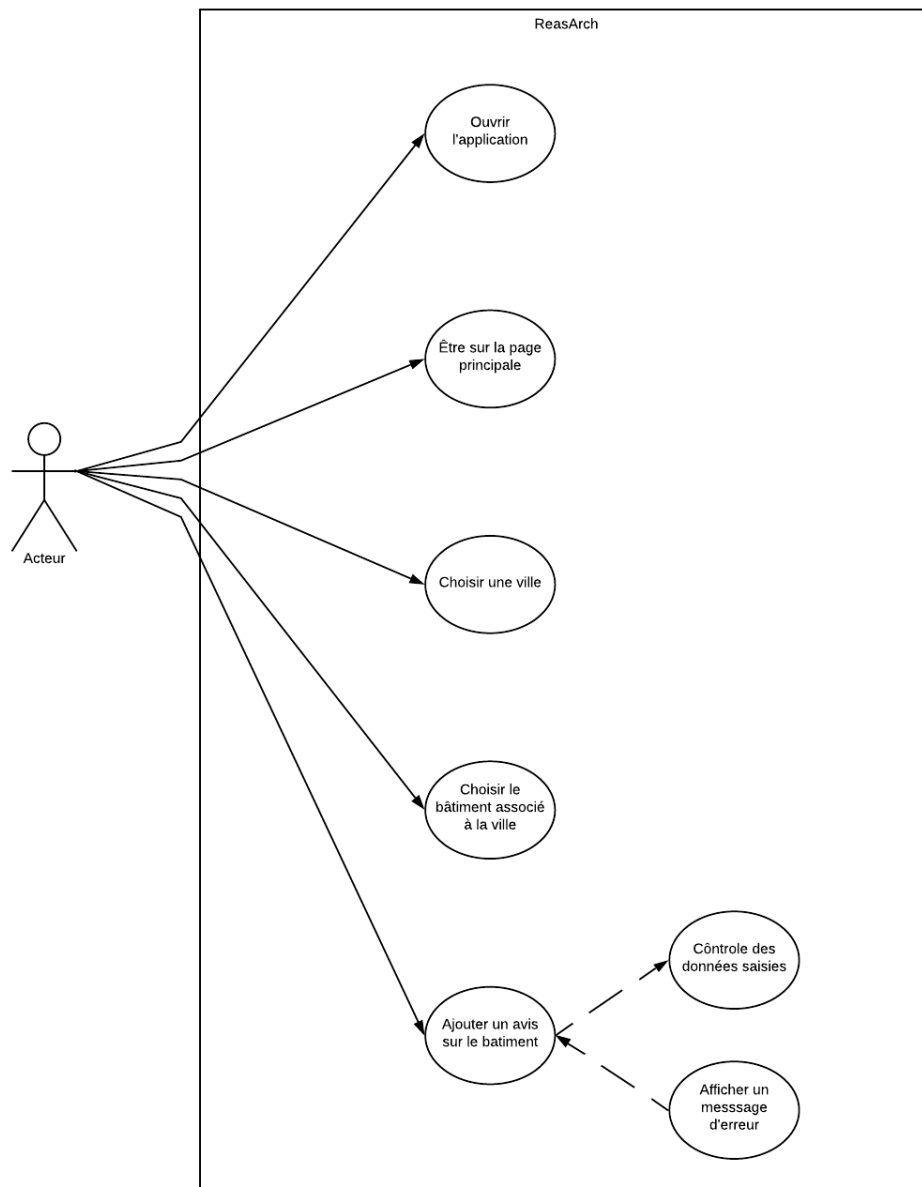 ReasArch
Ouvrir
l'application
Être sur la page
principale
Acteur
Choisir une ville
Choisir le
bâtiment associé
à la ville
Côntrole des
données saisies
Ajouter un avis
sur le batiment
Afficher un
messsage
d'erreur